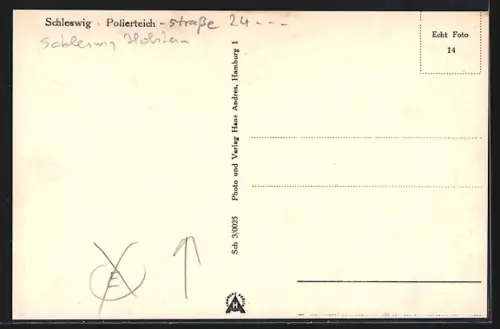 Schleswig · Polierteich - straße 24 - - -
Schleswig Holstein
Echt Foto
14
Photo und Verlag Hans Andres, Hamburg 1
Sch 3/0025
E